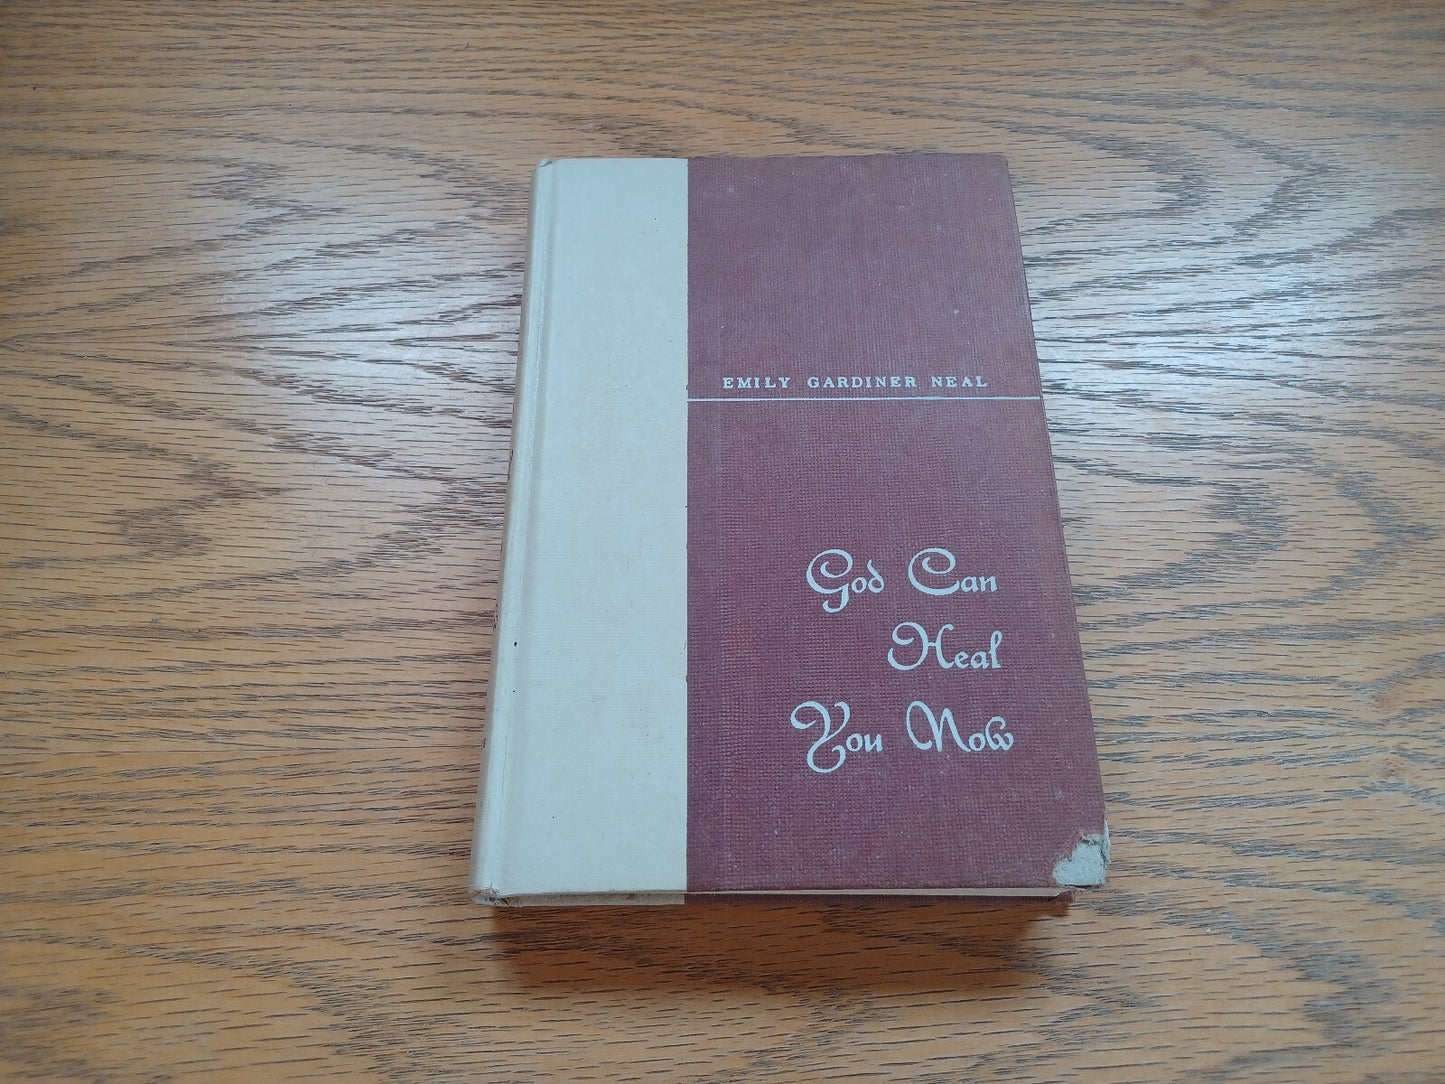 EMILY GARDINER NEAL
God Can
Heal
You Now